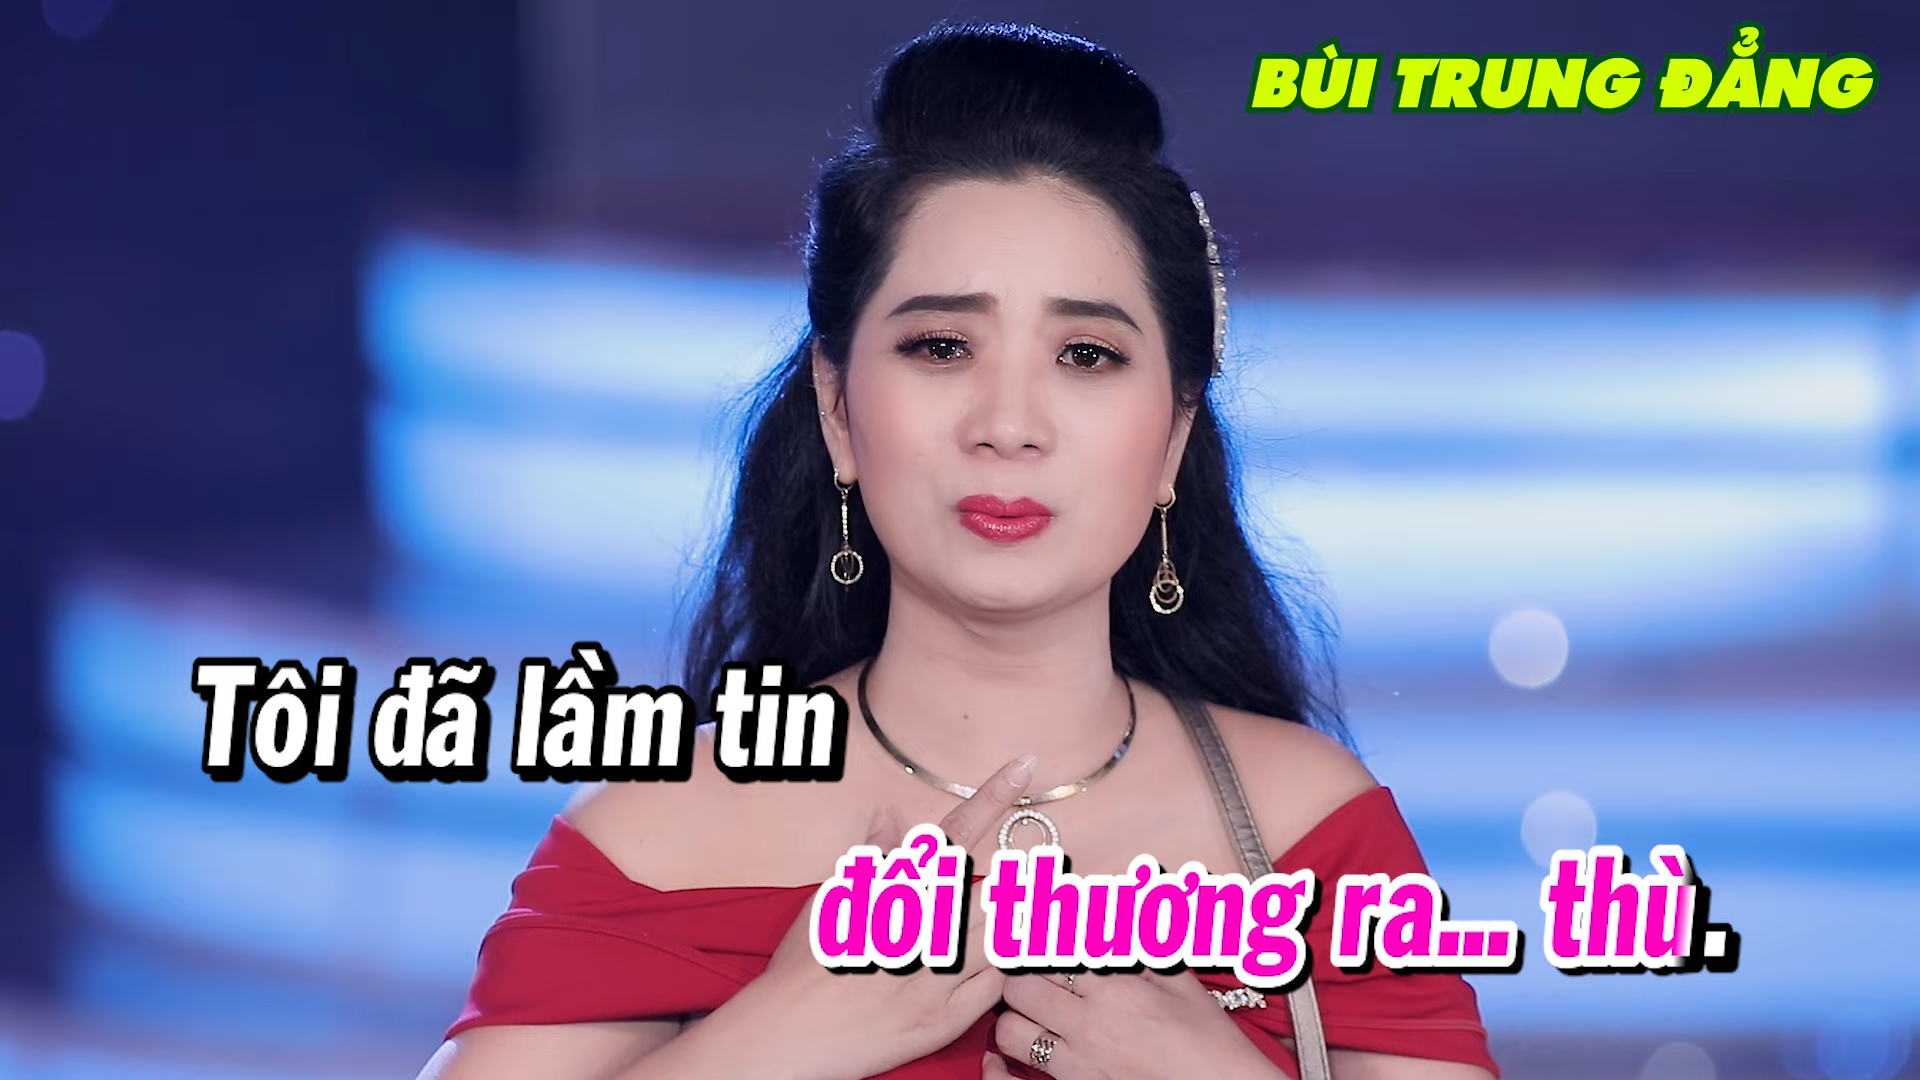 BÙI TRUNG ĐẲNG
Tôi đã lầm tin
đổi thương ra... thù.